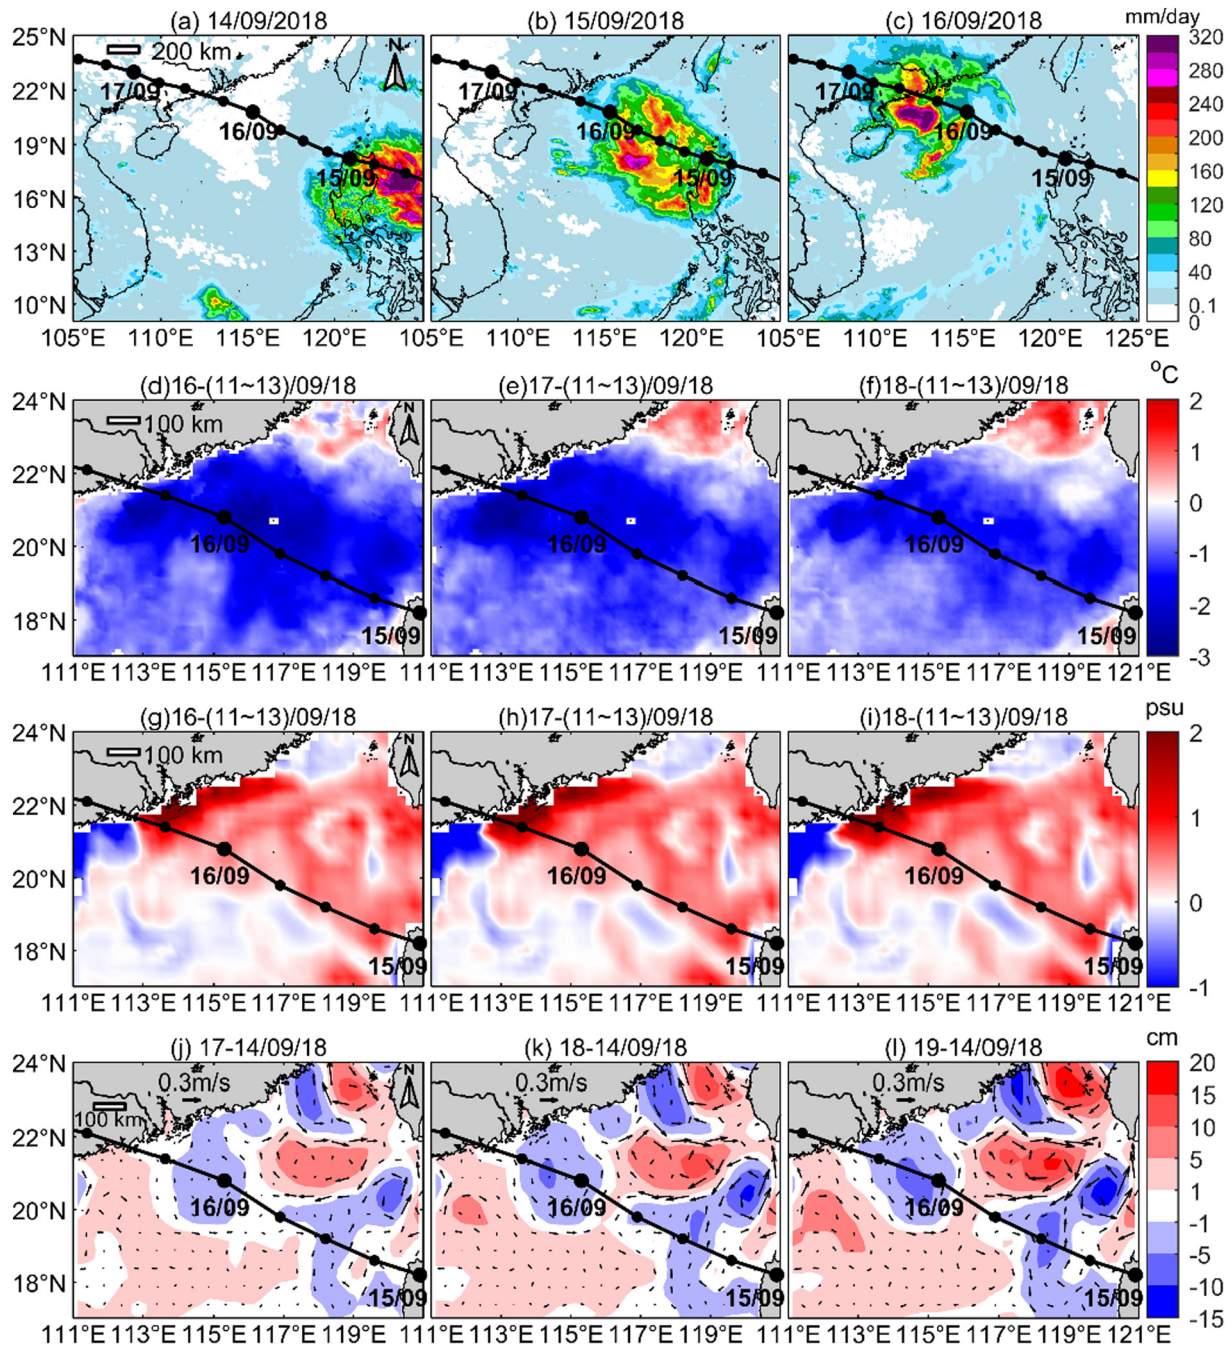 (a) 14/09/2018 (b) 15/09/2018 (c) 16/09/2018 mm/day
25°N 200 km N 320
22°N 17/09 17/09 17/09 280
16/09 16/09 16/09 240
19°N 200
15/09 15/09 15/09 160
16°N 120
13°N 80
40
10°N 0.1
0
105°E 110°E 115°E 120°E 105°E 110°E 115°E 120°E 105°E 110°E 115°E 120°E 125°E
(d)16-(11~13)/09/18 (e)17-(11~13)/09/18 (f)18-(11~13)/09/18 °C
24°N 100 km N 2
22°N 1
0
20°N 16/09 16/09 16/09 -1
18°N -2
15/09 15/09 15/09 -3
111°E 113°E 115°E 117°E 119°E 111°E 113°E 115°E 117°E 119°E 111°E 113°E 115°E 117°E 119°E 121°E
(g)16-(11~13)/09/18 (h)17-(11~13)/09/18 (i)18-(11~13)/09/18 psu
24°N 100 km N 2
22°N 1
20°N 16/09 16/09 16/09 0
18°N
15/09 15/09 15/09 -1
111°E 113°E 115°E 117°E 119°E 111°E 113°E 115°E 117°E 119°E 111°E 113°E 115°E 117°E 119°E 121°E
(j) 17-14/09/18 (k) 18-14/09/18 (l) 19-14/09/18 cm
24°N 0.3m/s N 0.3m/s 0.3m/s 20
100 km 15
22°N 10
5
1
20°N 16/09 16/09 16/09 -1
-5
18°N -10
15/09 15/09 15/09 -15
111°E 113°E 115°E 117°E 119°E 111°E 113°E 115°E 117°E 119°E 111°E 113°E 115°E 117°E 119°E 121°E